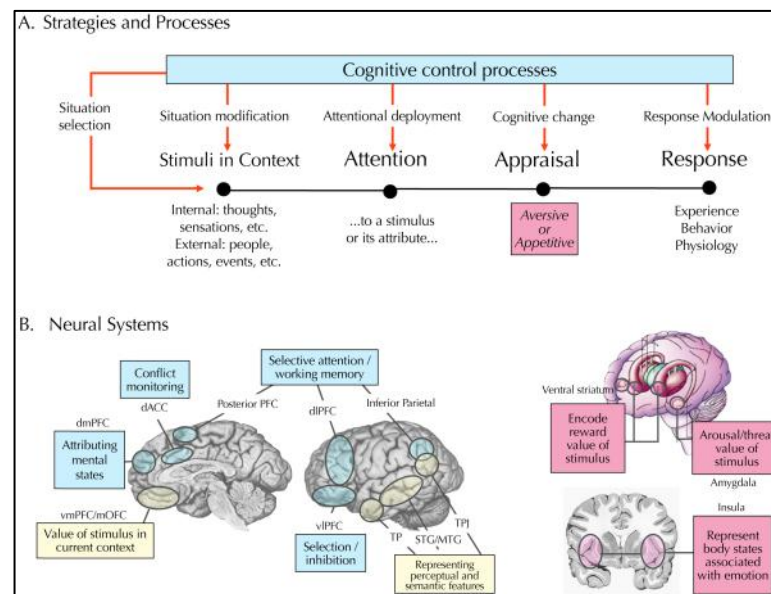 A. Strategies and Processes
Cognitive control processes
Situation
selection
Situation modification
Attentional deployment
Cognitive change
Response Modulation
Stimuli in Context
Attention
Appraisal
Response
Internal: thoughts,
sensations, etc.
External: people,
actions, events, etc.
...to a stimulus
or its attribute...
Aversive
or
Appetitive
Experience
Behavior
Physiology
B. Neural Systems
Conflict
monitoring
dACC
Posterior PFC
Selective attention /
working memory
dlPFC
Inferior Parietal
dmPFC
Attributing
mental
states
vmPFC/mOFC
Value of stimulus in
current context
vlPFC
Selection /
inhibition
TP
STG/MTG
TPJ
Representing
perceptual and
semantic features
Ventral striatum
Encode
reward
value of
stimulus
Arousal/threat
value of
stimulus
Amygdala
Insula
Represent
body states
associated
with emotion